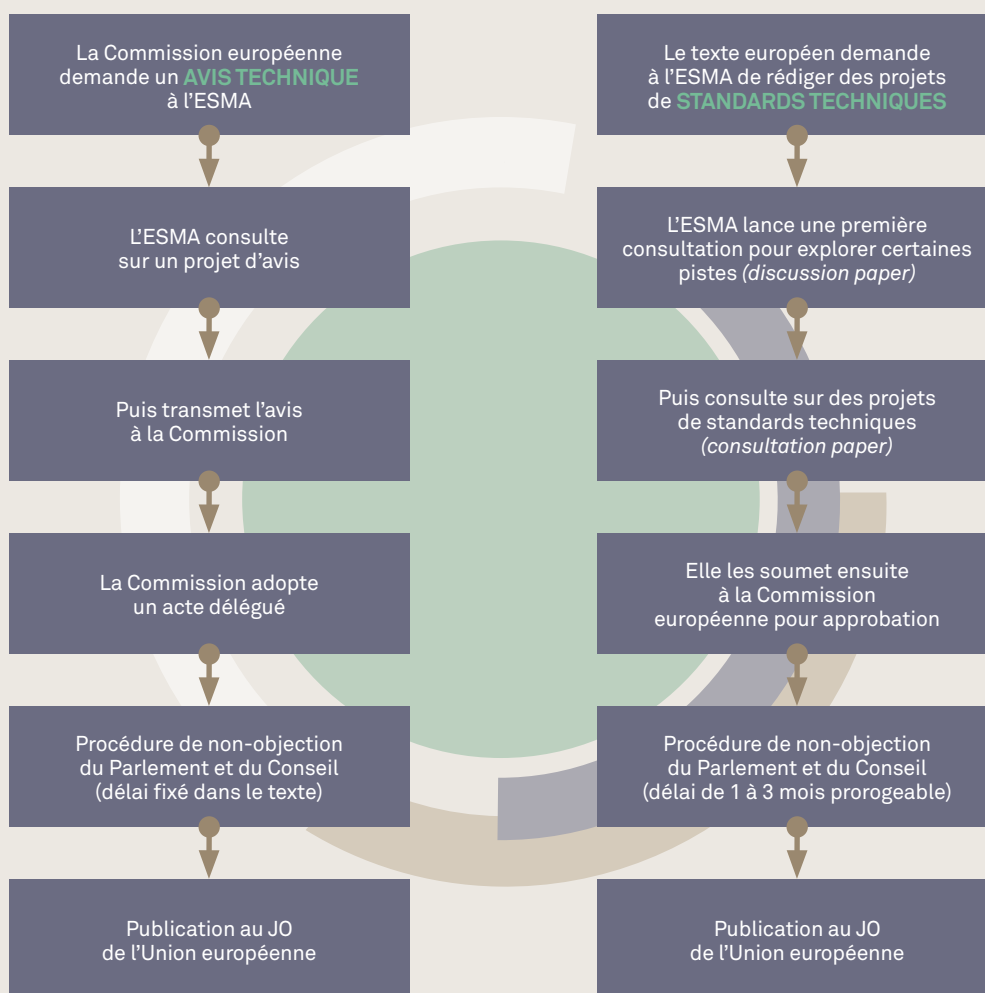 La Commission européenne
demande un AVIS TECHNIQUE
à l’ESMA
L’ESMA consulte
sur un projet d’avis
Puis transmet l’avis
à la Commission
La Commission adopte
un acte délégué
Procédure de non-objection
du Parlement et du Conseil
(délai fixé dans le texte)
Publication au JO
de l’Union européenne
Le texte européen demande
à l’ESMA de rédiger des projets
de STANDARDS TECHNIQUES
L’ESMA lance une première
consultation pour explorer certaines
pistes (discussion paper)
Puis consulte sur des projets
de standards techniques
(consultation paper)
Elle les soumet ensuite
à la Commission
européenne pour approbation
Procédure de non-objection
du Parlement et du Conseil
(délai de 1 à 3 mois prorogeable)
Publication au JO
de l’Union européenne